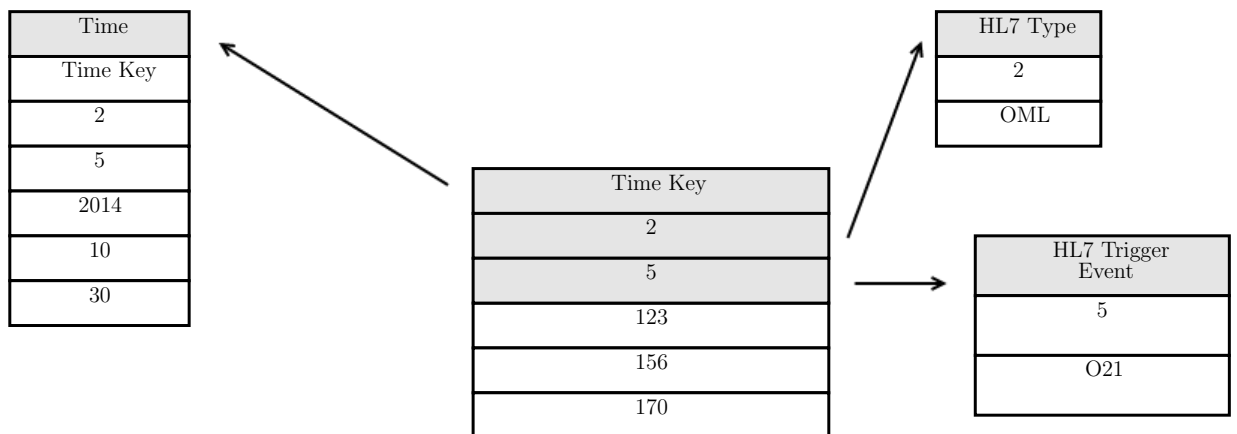 Time
Time Key
2
5
2014
10
30
Time Key
2
5
123
156
170
HL7 Type
2
OML
HL7 Trigger
Event
5
O21